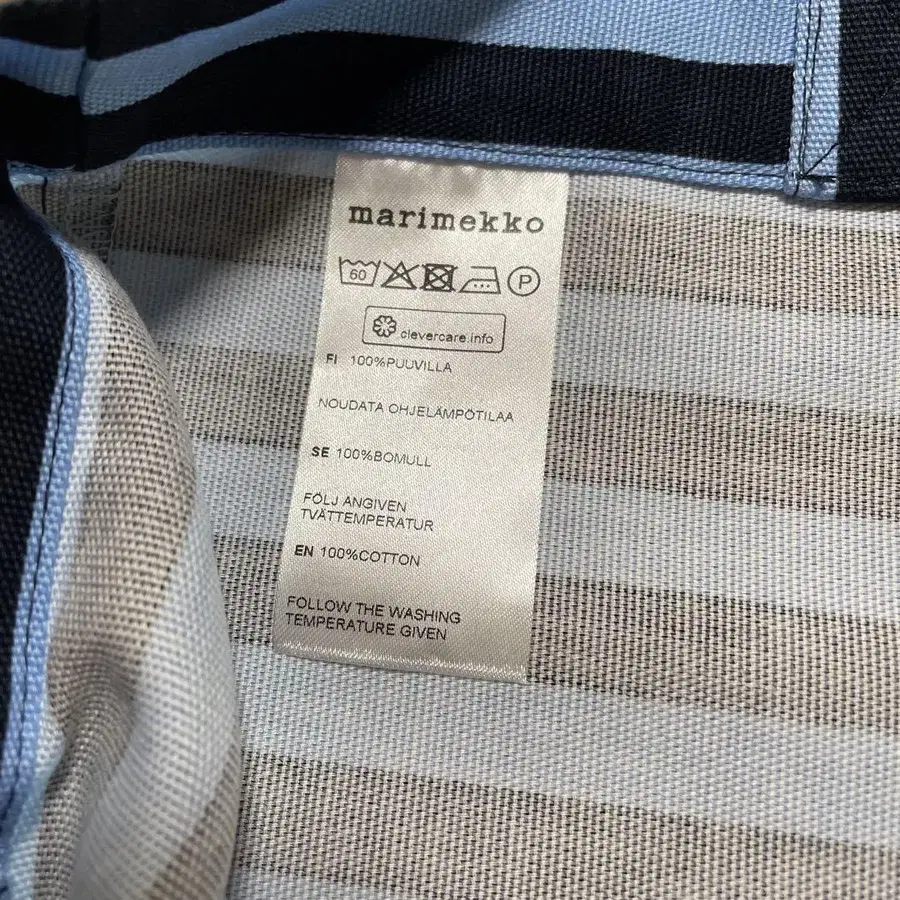 marimekko
60 P
clevercare.info
FI 100%PUUVILLA
NOUDATA OHJELÄMPÖTILAA
SE 100%BOMULL
FÖLJ ANGIVEN
TVÄTTEMPERATUR
EN 100%COTTON
FOLLOW THE WASHING
TEMPERATURE GIVEN